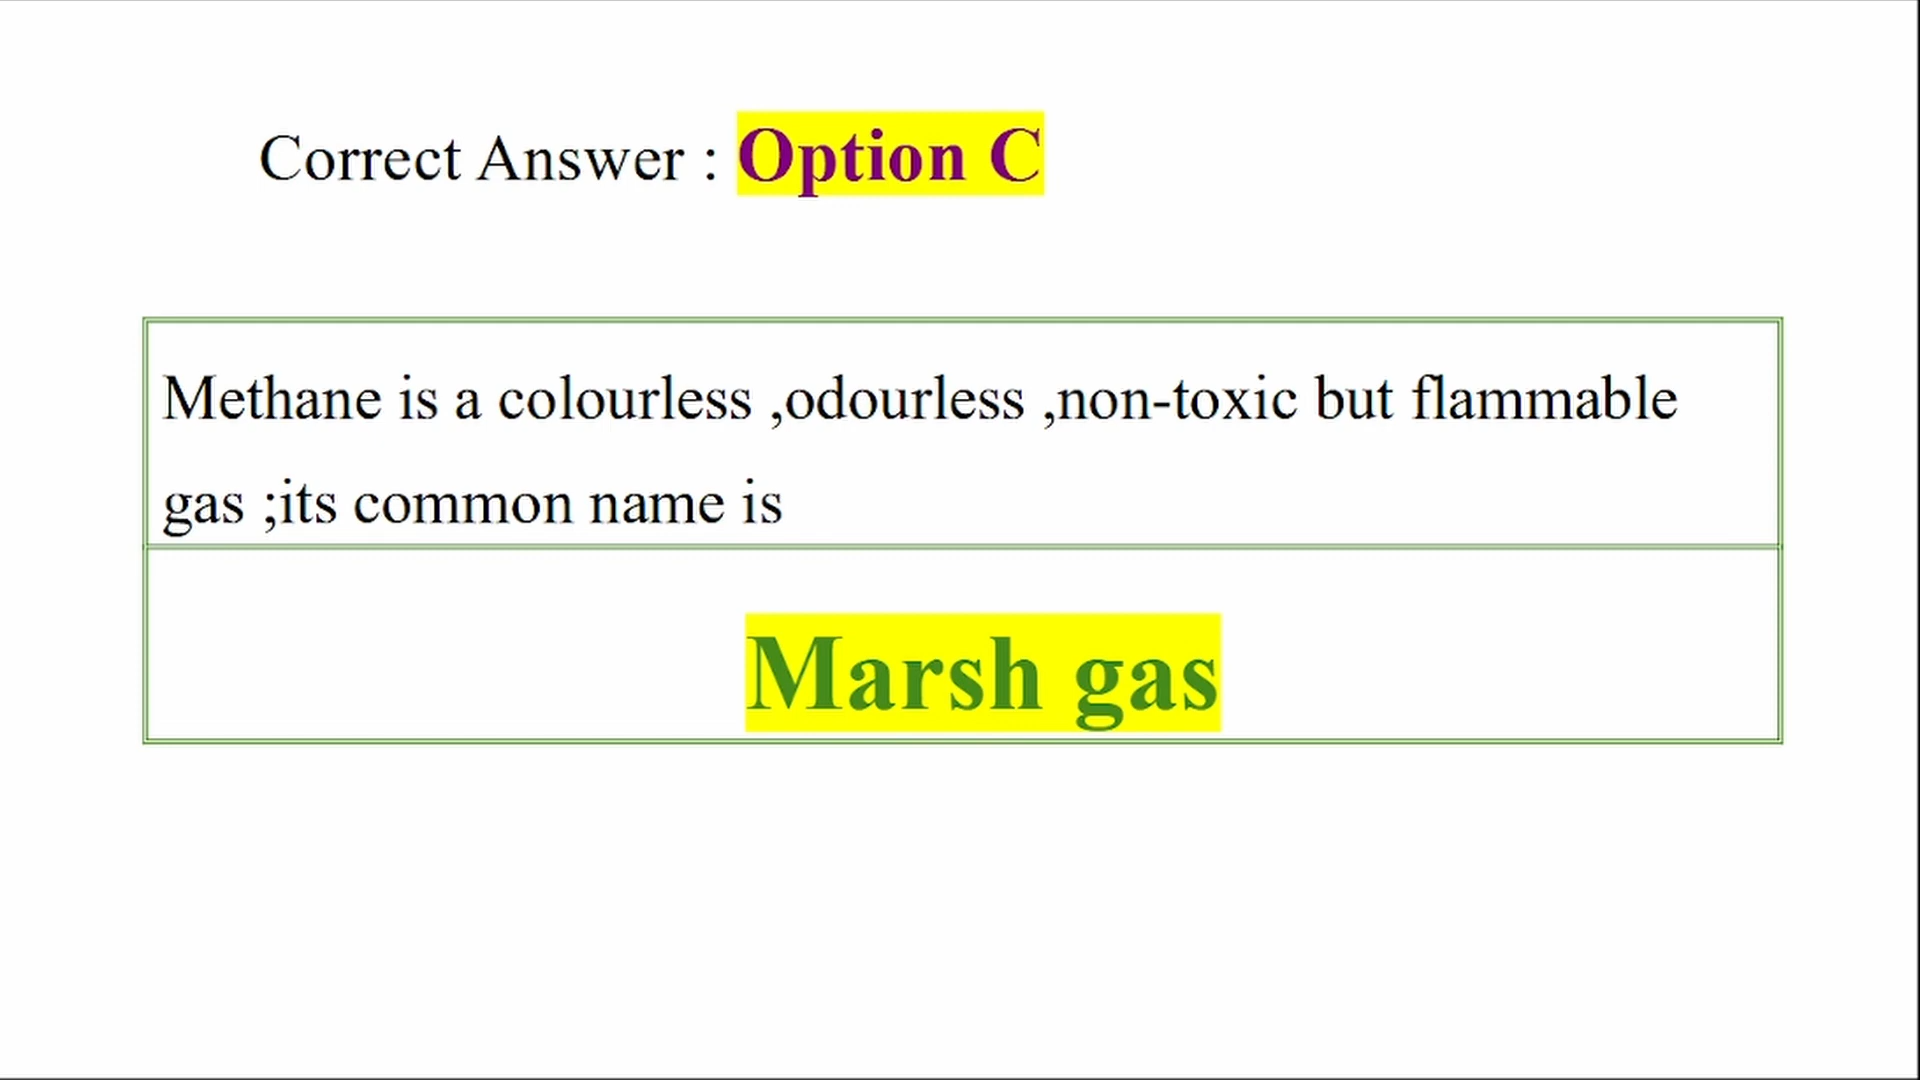 Correct Answer : Option C
Methane is a colourless ,odourless ,non-toxic but flammable
gas ;its common name is
Marsh gas